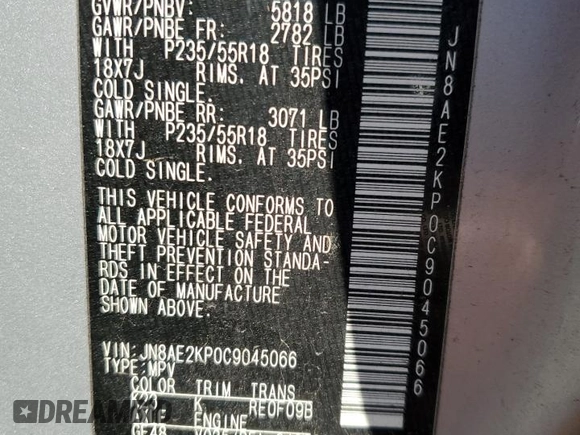 GVWR/PNBV: 5818 LB
GAWR/PNBE FR: 2782 LB
WITH P235/55R18 TIRES
18X7J RIMS. AT 35PSI
COLD SINGLE.
GAWR/PNBE RR: 3071 LB
WITH P235/55R18 TIRES
18X7J RIMS. AT 35PSI
COLD SINGLE.
THIS VEHICLE CONFORMS TO
ALL APPLICABLE FEDERAL
MOTOR VEHICLE SAFETY AND
THEFT PREVENTION STANDA-
RDS IN EFFECT ON THE
DATE OF MANUFACTURE
SHOWN ABOVE.
VIN:JN8AE2KP0C9045066
TYPE:MPV
COLOR TRIM TRANS
K23 K RE0F09B
ENGINE
JN8AE2KP0C9045066